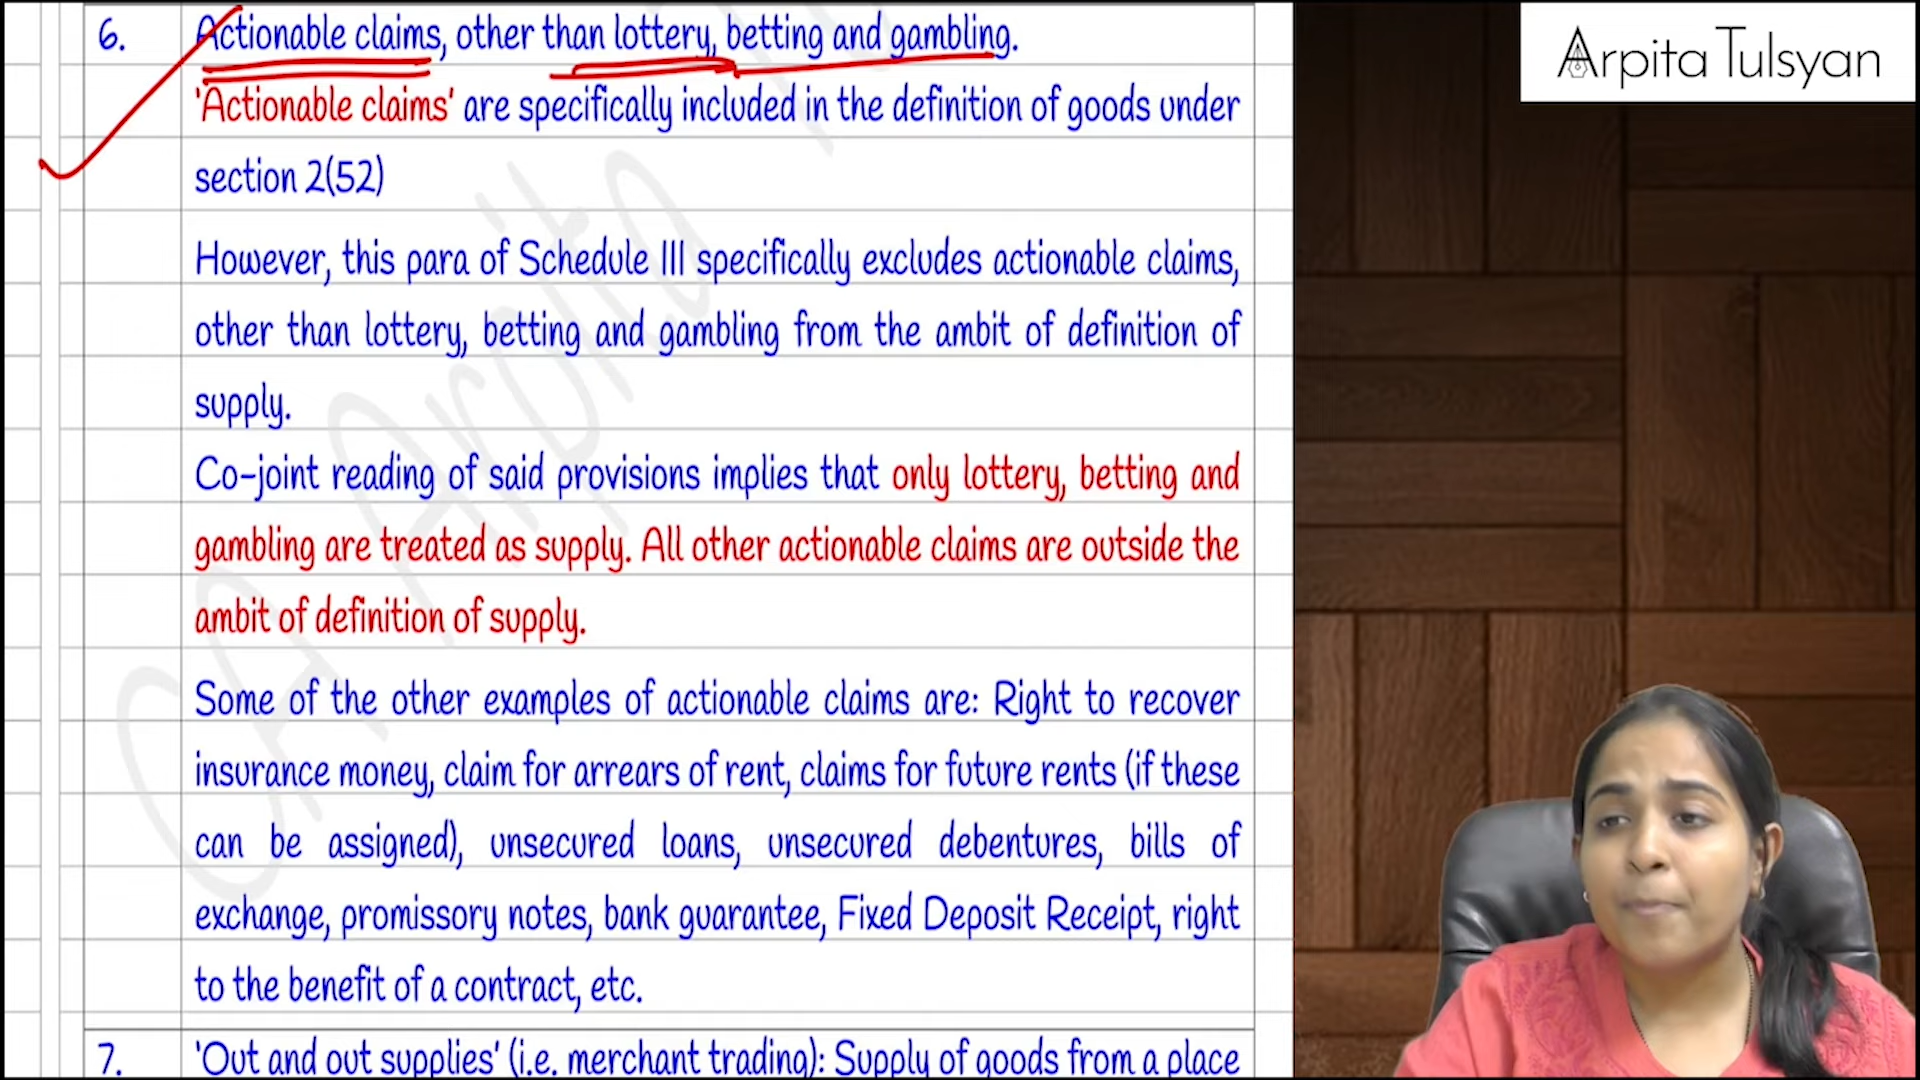 6. Actionable claims, other than lottery, betting and gambling.
'Actionable claims' are specifically included in the definition of goods under
section 2(52)
However, this para of Schedule III specifically excludes actionable claims,
other than lottery, betting and gambling from the ambit of definition of
supply.
Co-joint reading of said provisions implies that only lottery, betting and
gambling are treated as supply. All other actionable claims are outside the
ambit of definition of supply.
Some of the other examples of actionable claims are: Right to recover
insurance money, claim for arrears of rent, claims for future rents (if these
can be assigned), unsecured loans, unsecured debentures, bills of
exchange, promissory notes, bank guarantee, Fixed Deposit Receipt, right
to the benefit of a contract, etc.
7. 'Out and out supplies' (i.e. merchant trading): Supply of goods from a place
Arpita Tulsyan
CA Arpita